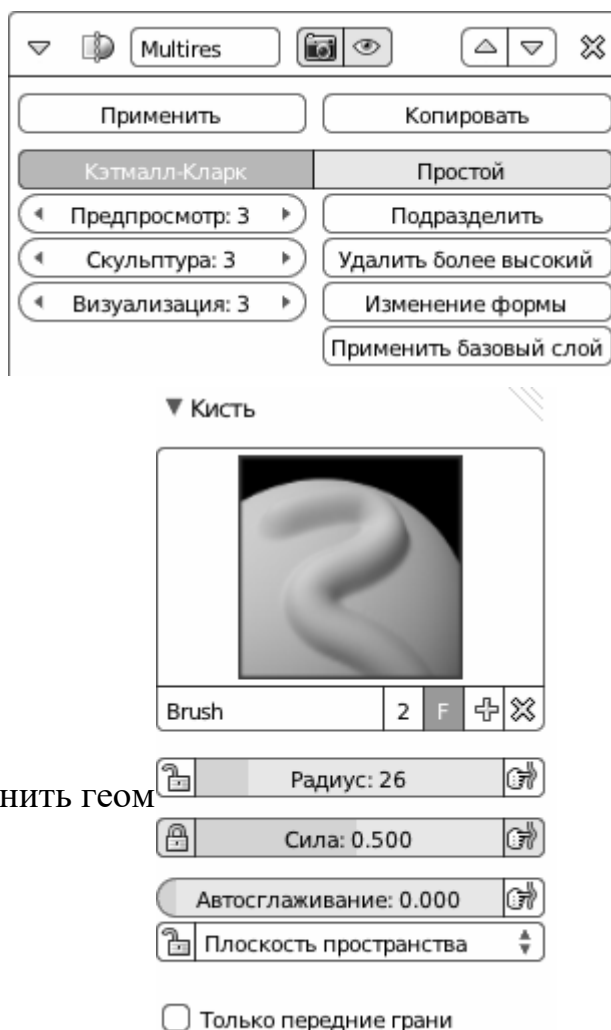 Multires
Применить Копировать
Кэтмалл-Кларк Простой
Предпросмотр: 3 Подразделить
Скульптура: 3 Удалить более высокий
Визуализация: 3 Изменение формы
Применить базовый слой
Кисть
Brush 2 F
нить геом
Радиус: 26
Сила: 0.500
Автосглаживание: 0.000
Плоскость пространства
Только передние грани